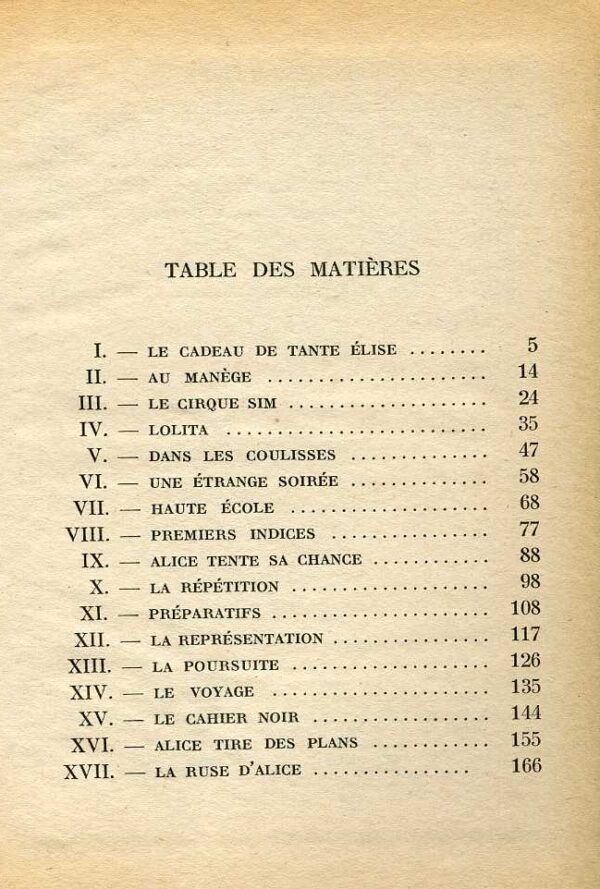 TABLE DES MATIÈRES
I. — LE CADEAU DE TANTE ÉLISE ........ 5
II. — AU MANÈGE ...................... 14
III. — LE CIRQUE SIM .................... 24
IV. — LOLITA .......................... 35
V. — DANS LES COULISSES .............. 47
VI. — UNE ÉTRANGE SOIRÉE .............. 58
VII. — HAUTE ÉCOLE .................... 68
VIII. — PREMIERS INDICES ................ 77
IX. — ALICE TENTE SA CHANCE ............ 88
X. — LA RÉPÉTITION .................... 98
XI. — PRÉPARATIFS ...................... 108
XII. — LA REPRÉSENTATION ................ 117
XIII. — LA POURSUITE .................... 126
XIV. — LE VOYAGE ...................... 135
XV. — LE CAHIER NOIR .................. 144
XVI. — ALICE TIRE DES PLANS ............ 155
XVII. — LA RUSE D'ALICE ................ 166